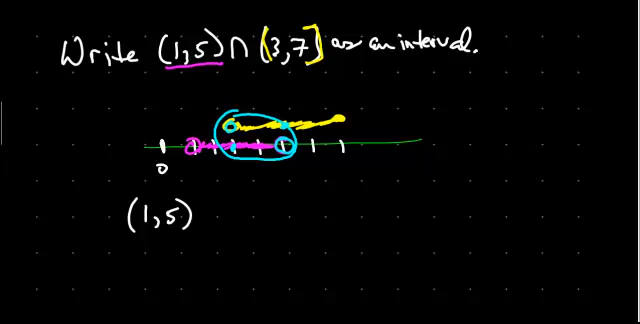 Write (1,5)∩(3,7] as an interval.
0
(1,5)